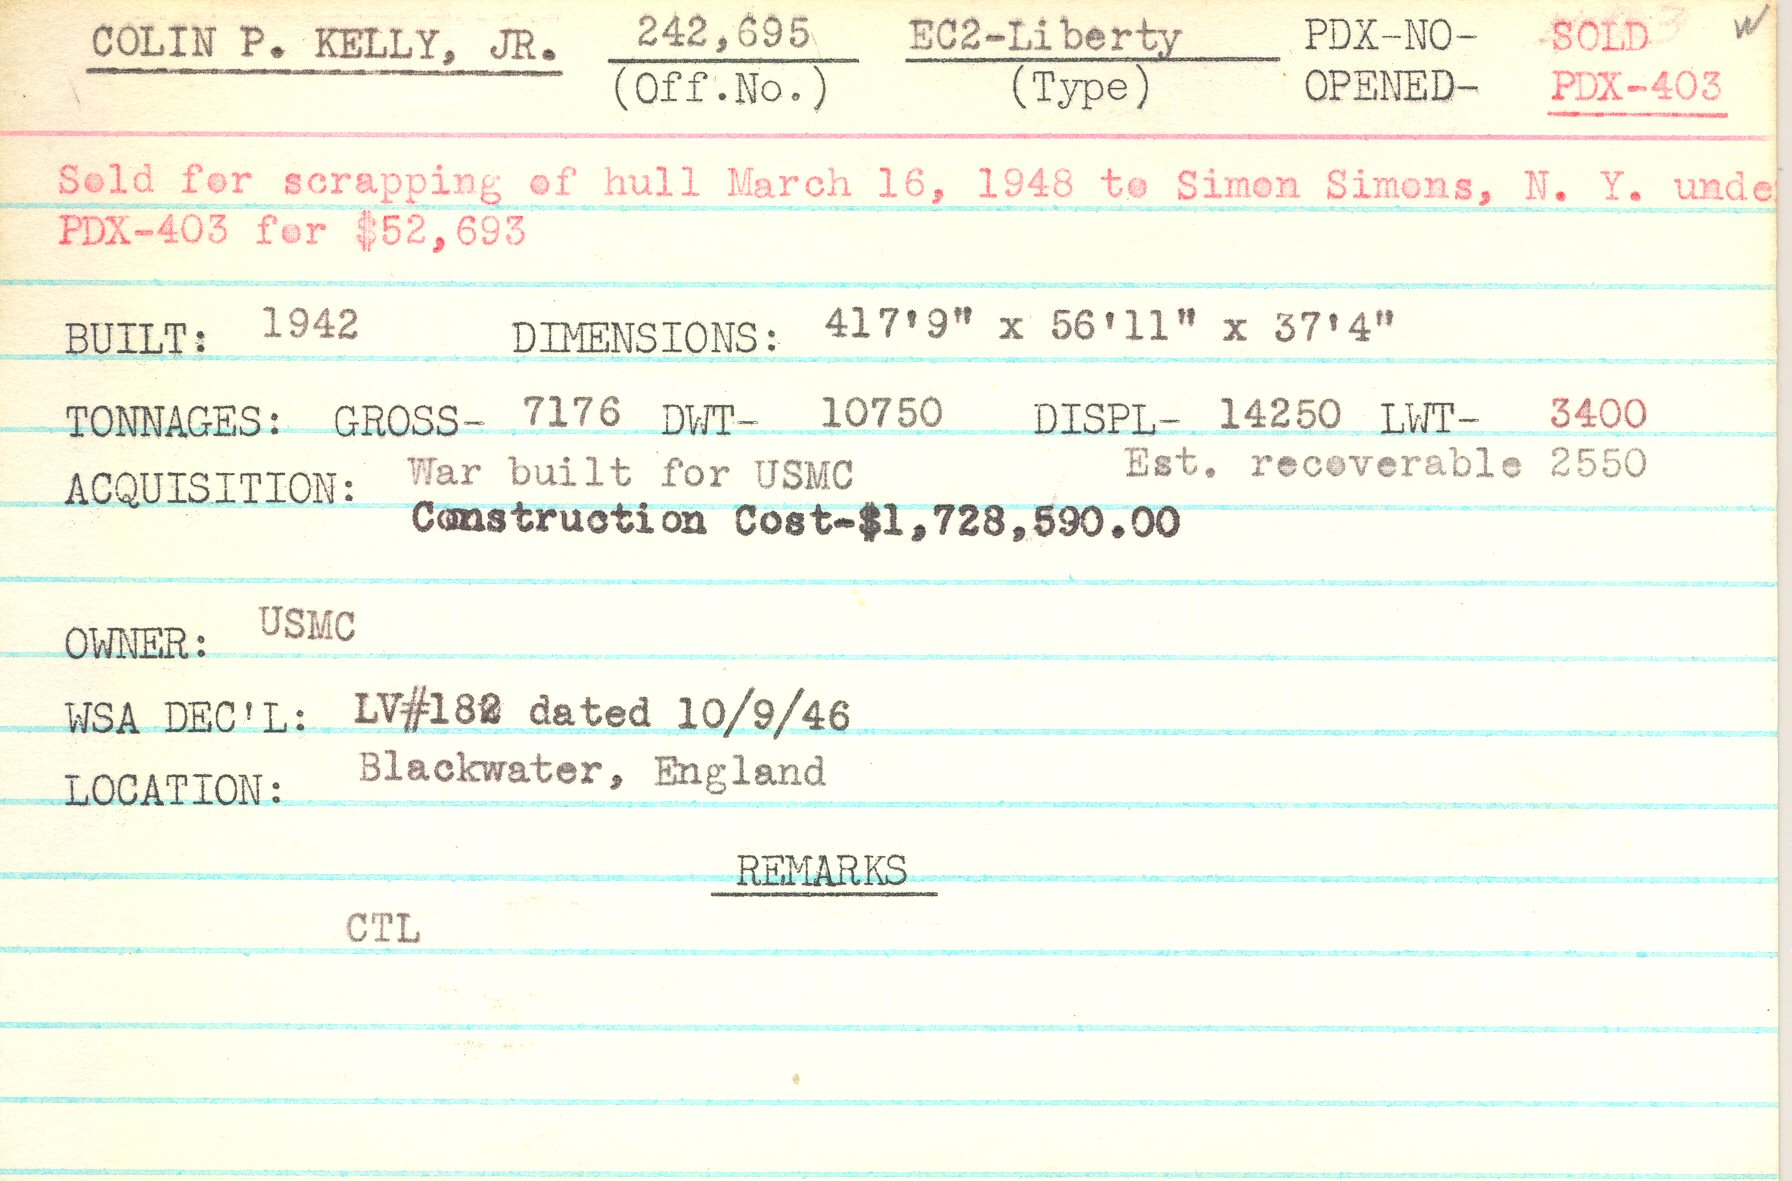 COLIN P. KELLY, JR. 242,695 EC2-Liberty PDX-NO- SOLD W
(Off.No.) (Type) OPENED- PDX-403
Sold for scrapping of hull March 16, 1948 to Simon Simons, N. Y. unde
PDX-403 for $52,693
BUILT: 1942 DIMENSIONS: 417'9" x 56'11" x 37'4"
TONNAGES: GROSS- 7176 DWT- 10750 DISPL- 14250 LWT- 3400
ACQUISITION: War built for USMC Est. recoverable 2550
Construction Cost-$1,728,590.00
OWNER: USMC
WSA DEC'L: LV#182 dated 10/9/46
LOCATION: Blackwater, England
REMARKS
CTL